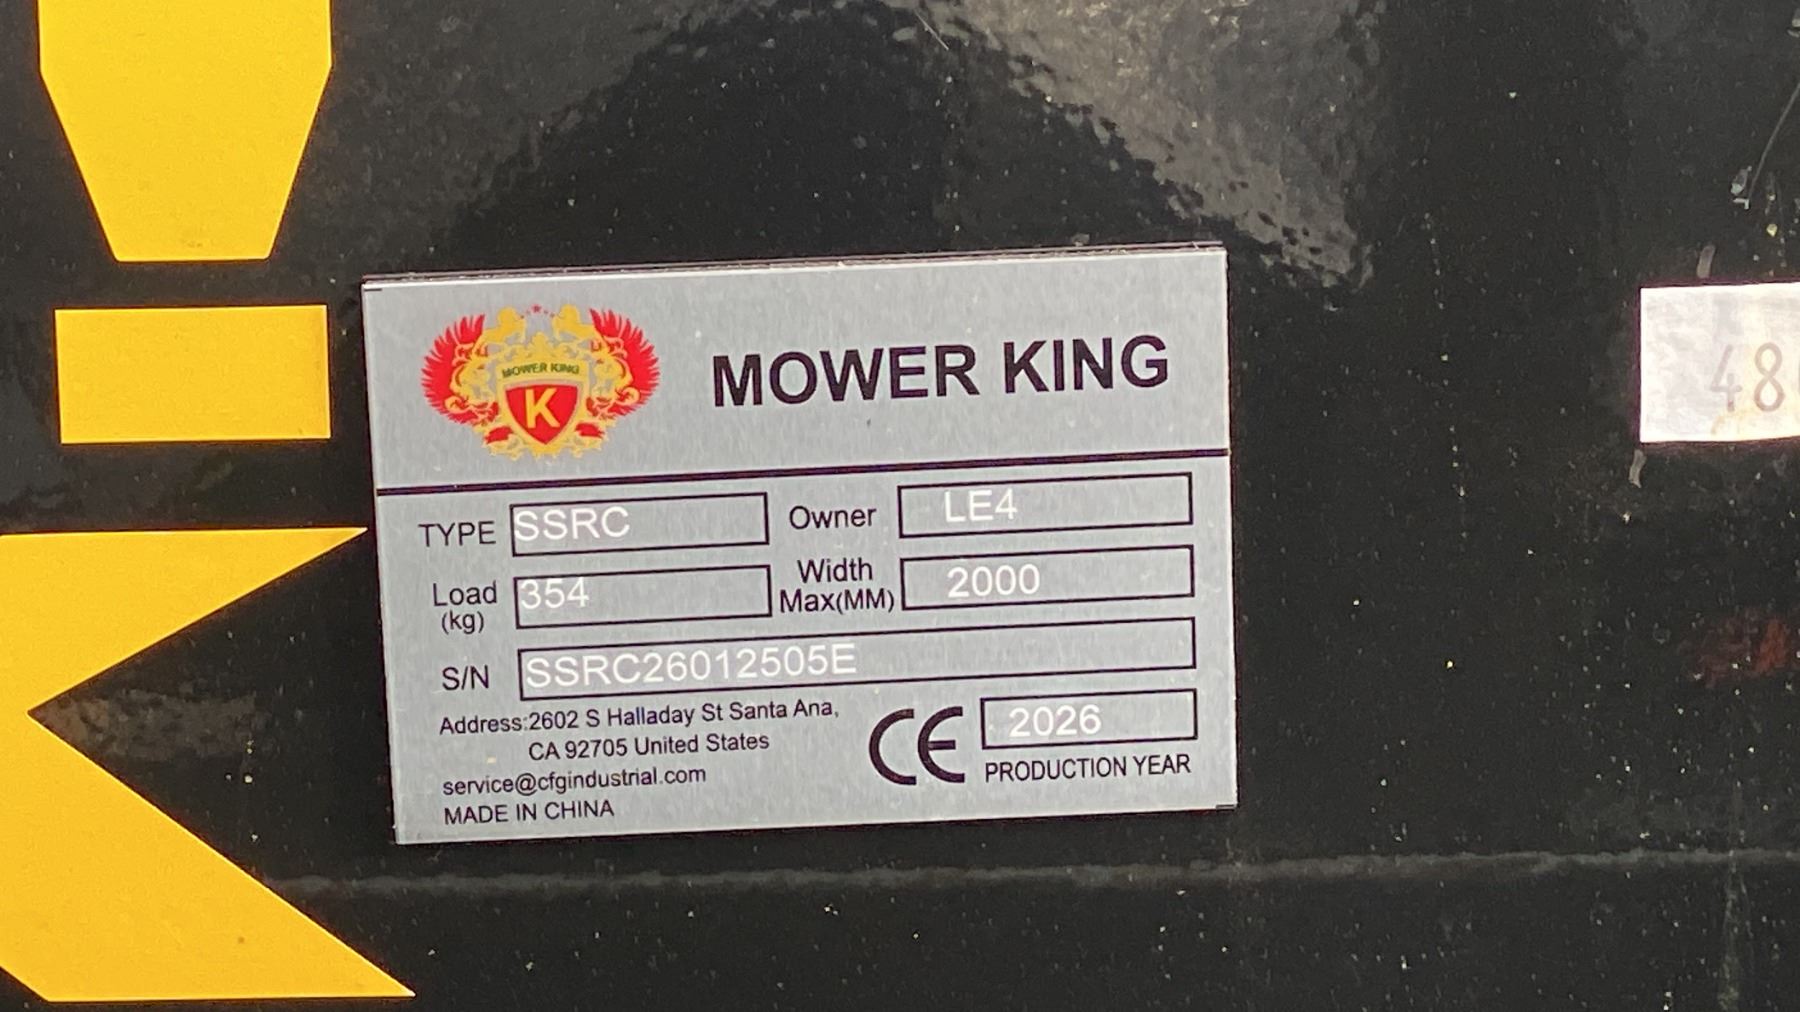 MOWER KING
K
MOWER KING
TYPE SSRC Owner LE4
Load (kg) 354 Width Max(MM) 2000
S/N SSRC26012505E
Address:2602 S Halladay St Santa Ana,
CA 92705 United States
service@cfgindustrial.com
MADE IN CHINA
CE 2026
PRODUCTION YEAR
48